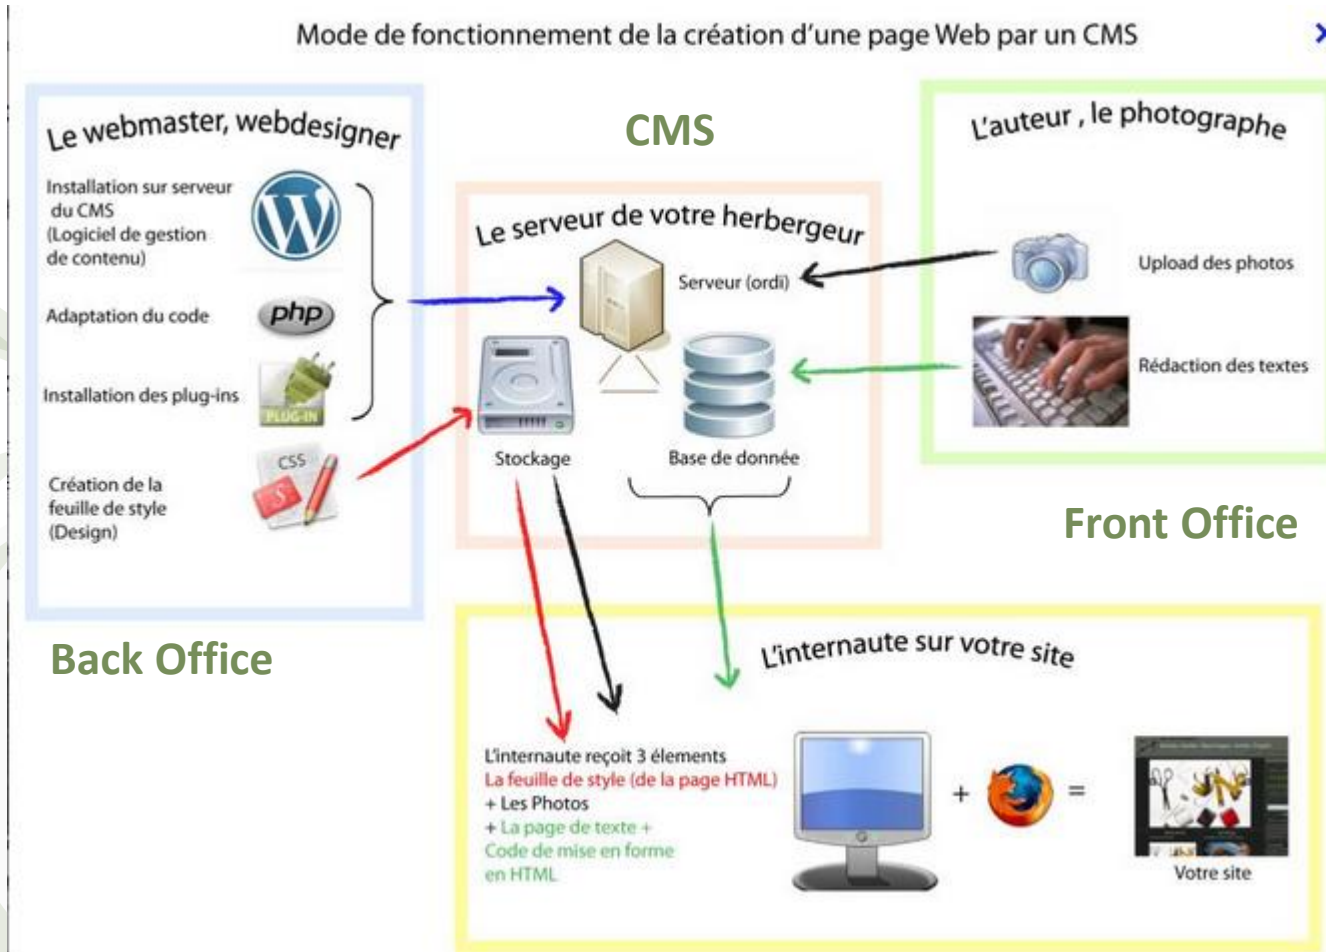 Mode de fonctionnement de la création d'une page Web par un CMS
Le webmaster, webdesigner
Installation sur serveur
du CMS
(Logiciel de gestion
de contenu)
Adaptation du code
php
Installation des plug-ins
PLUG-IN
Création de la
feuille de style
(Design)
CSS
Back Office
CMS
Le serveur de votre herbergeur
Serveur (ordi)
Stockage
Base de donnée
L'auteur , le photographe
Upload des photos
Rédaction des textes
Front Office
L'internaute sur votre site
L'internaute reçoit 3 élements
La feuille de style (de la page HTML)
+ Les Photos
+ La page de texte +
Code de mise en forme
en HTML
+
=
Votre site